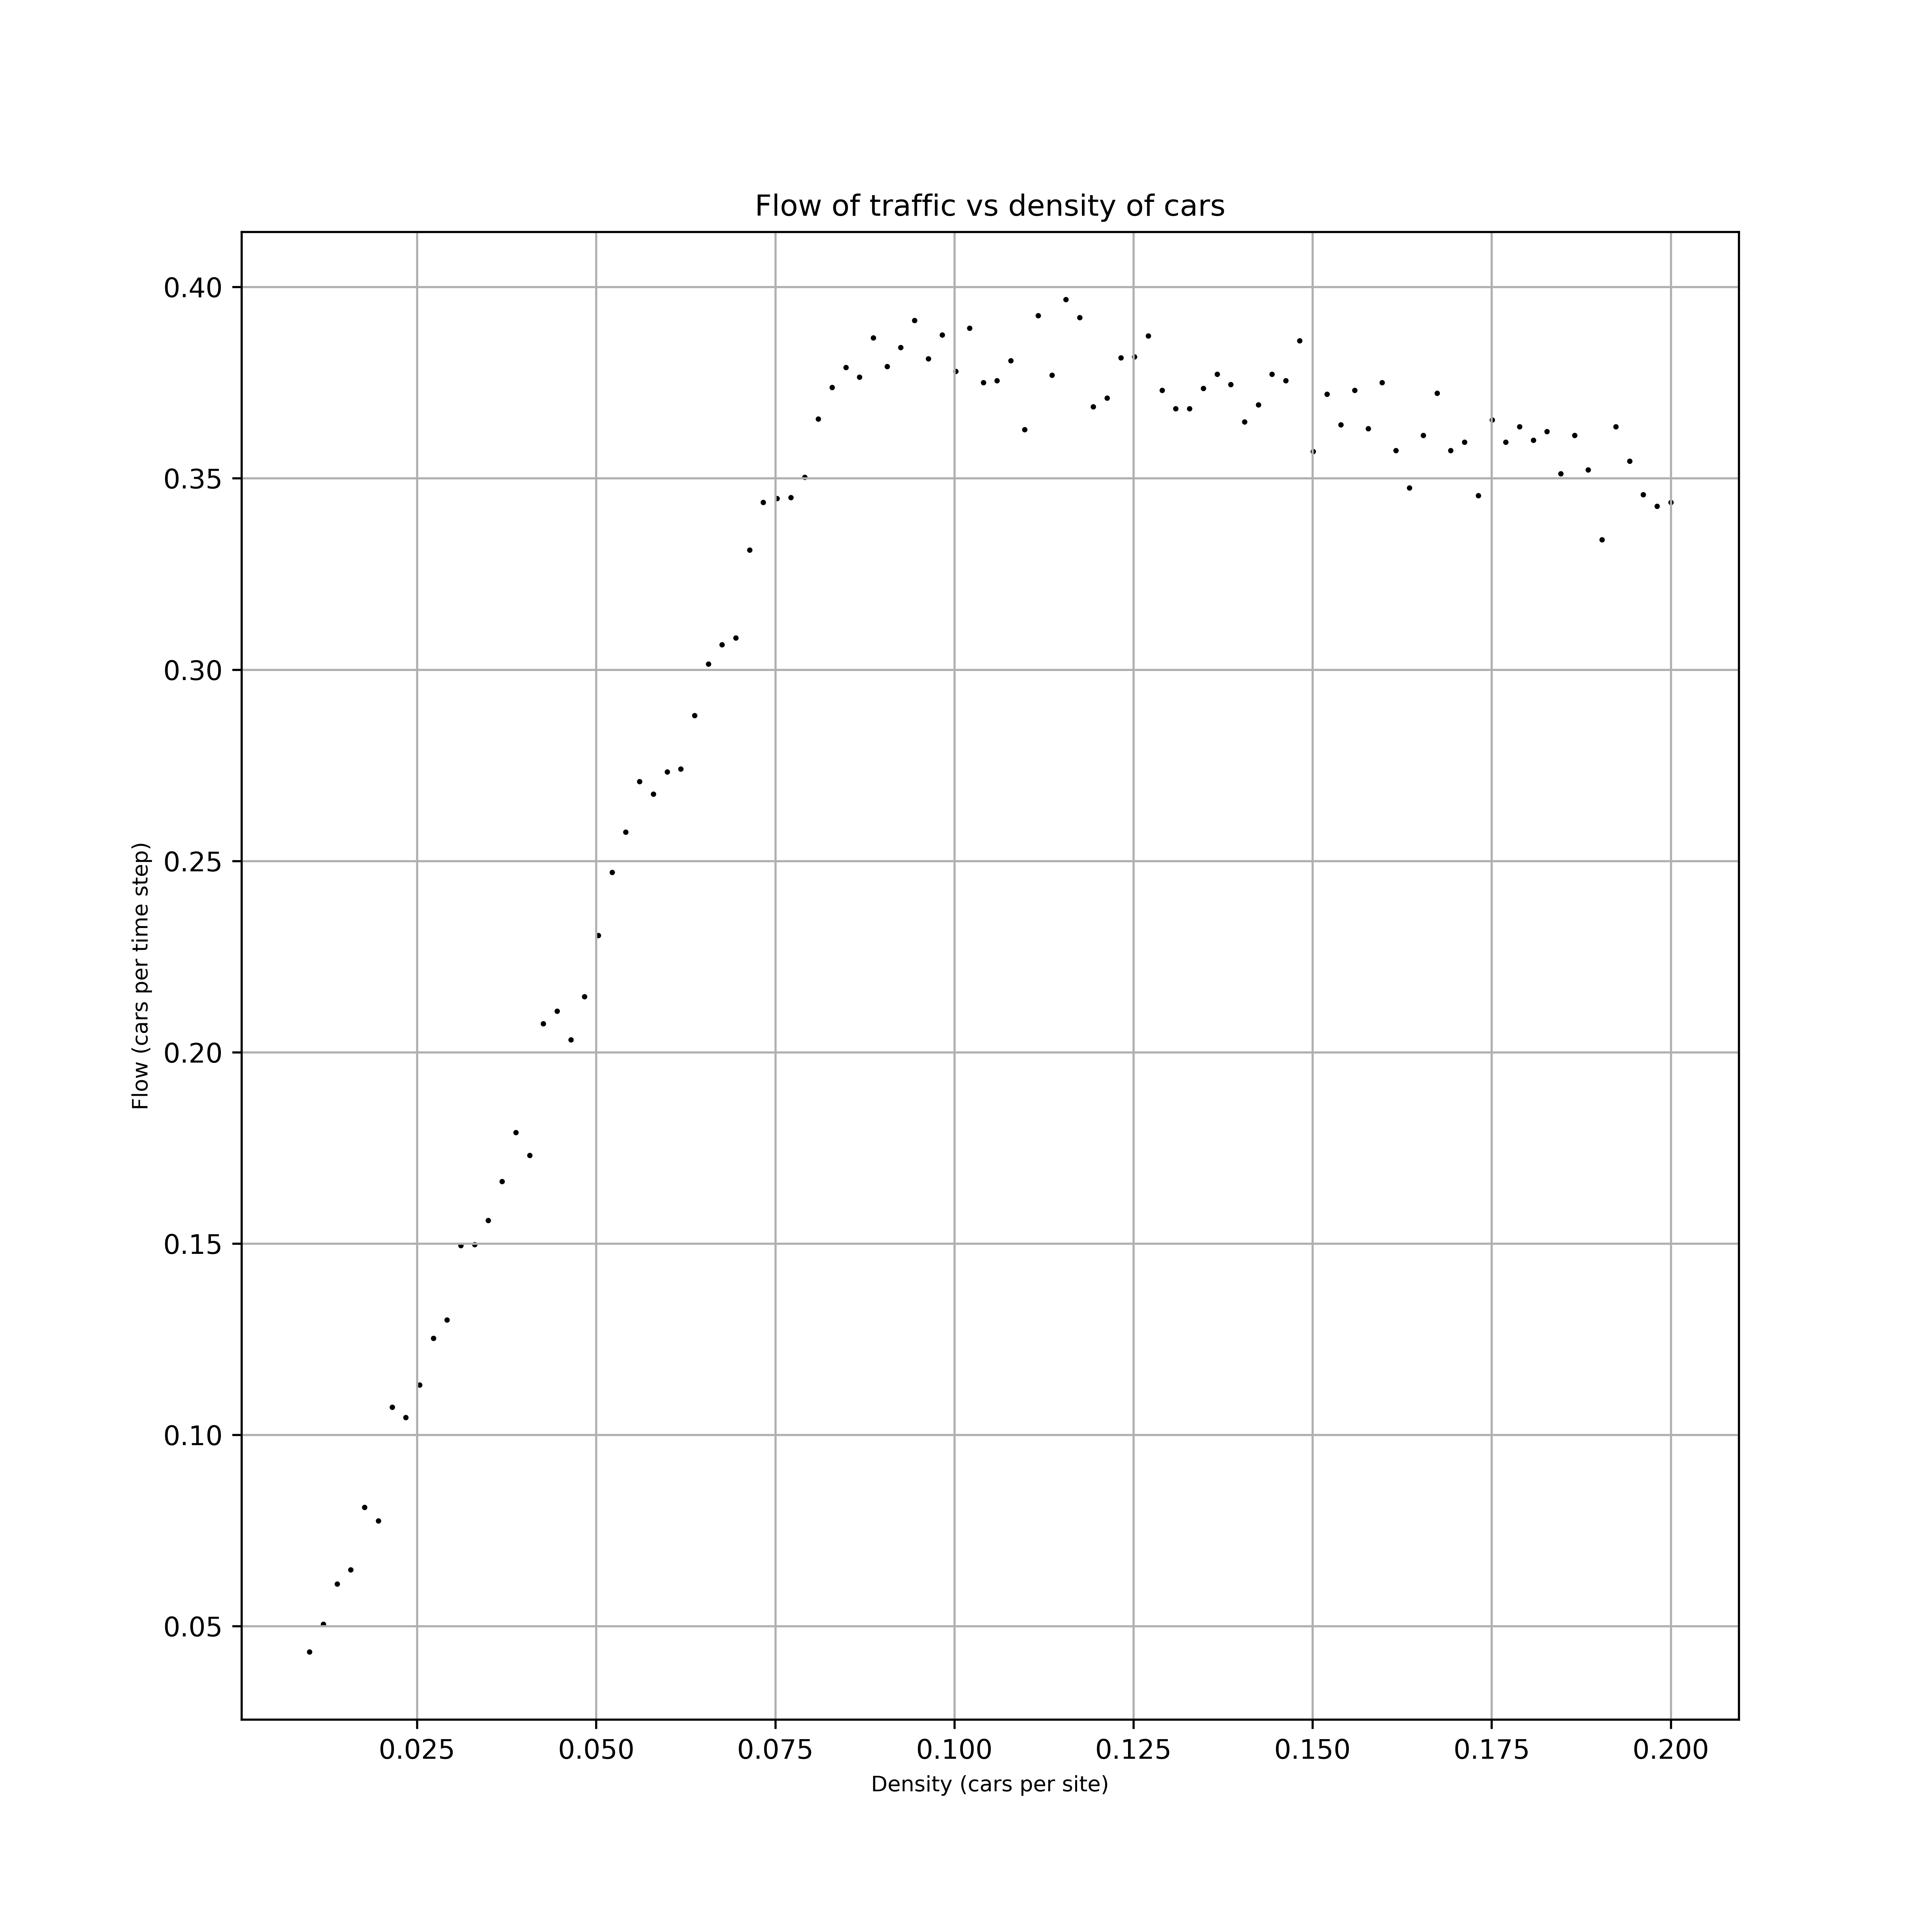 Flow of traffic vs density of cars
0.40
0.35
0.30
0.25
0.20
0.15
0.10
0.05
Flow (cars per time step)
0.025 0.050 0.075 0.100 0.125 0.150 0.175 0.200
Density (cars per site)